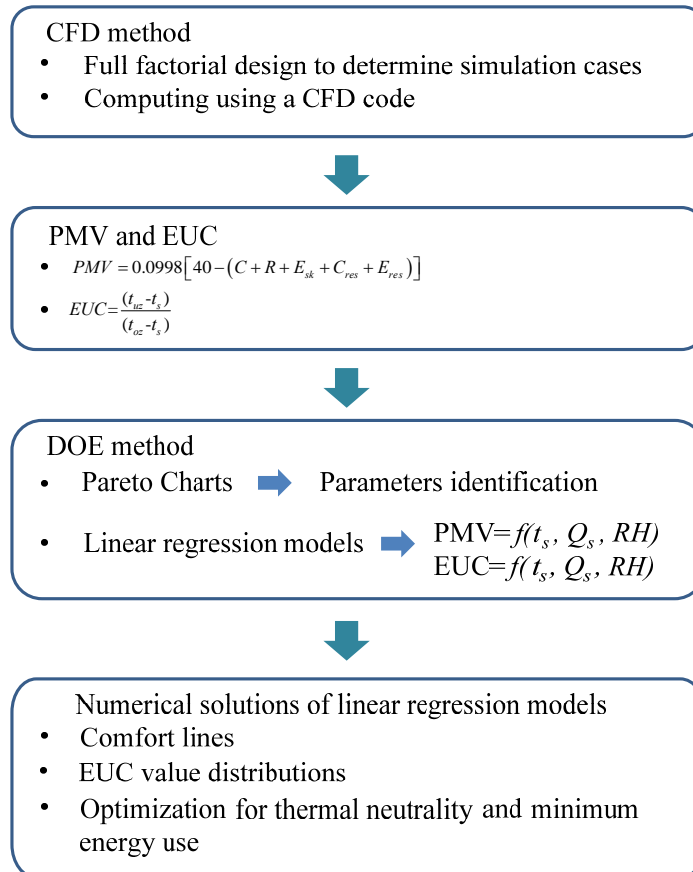 CFD method
• Full factorial design to determine simulation cases
• Computing using a CFD code
PMV and EUC
• PMV = 0.0998[40−(C+R+E_sk+C_res+E_res)]
• EUC=(t_uz-t_s)/(t_oz-t_s)
DOE method
• Pareto Charts Parameters identification
• Linear regression models PMV=f(t_s, Q_s, RH)
EUC=f(t_s, Q_s, RH)
Numerical solutions of linear regression models
• Comfort lines
• EUC value distributions
• Optimization for thermal neutrality and minimum
energy use